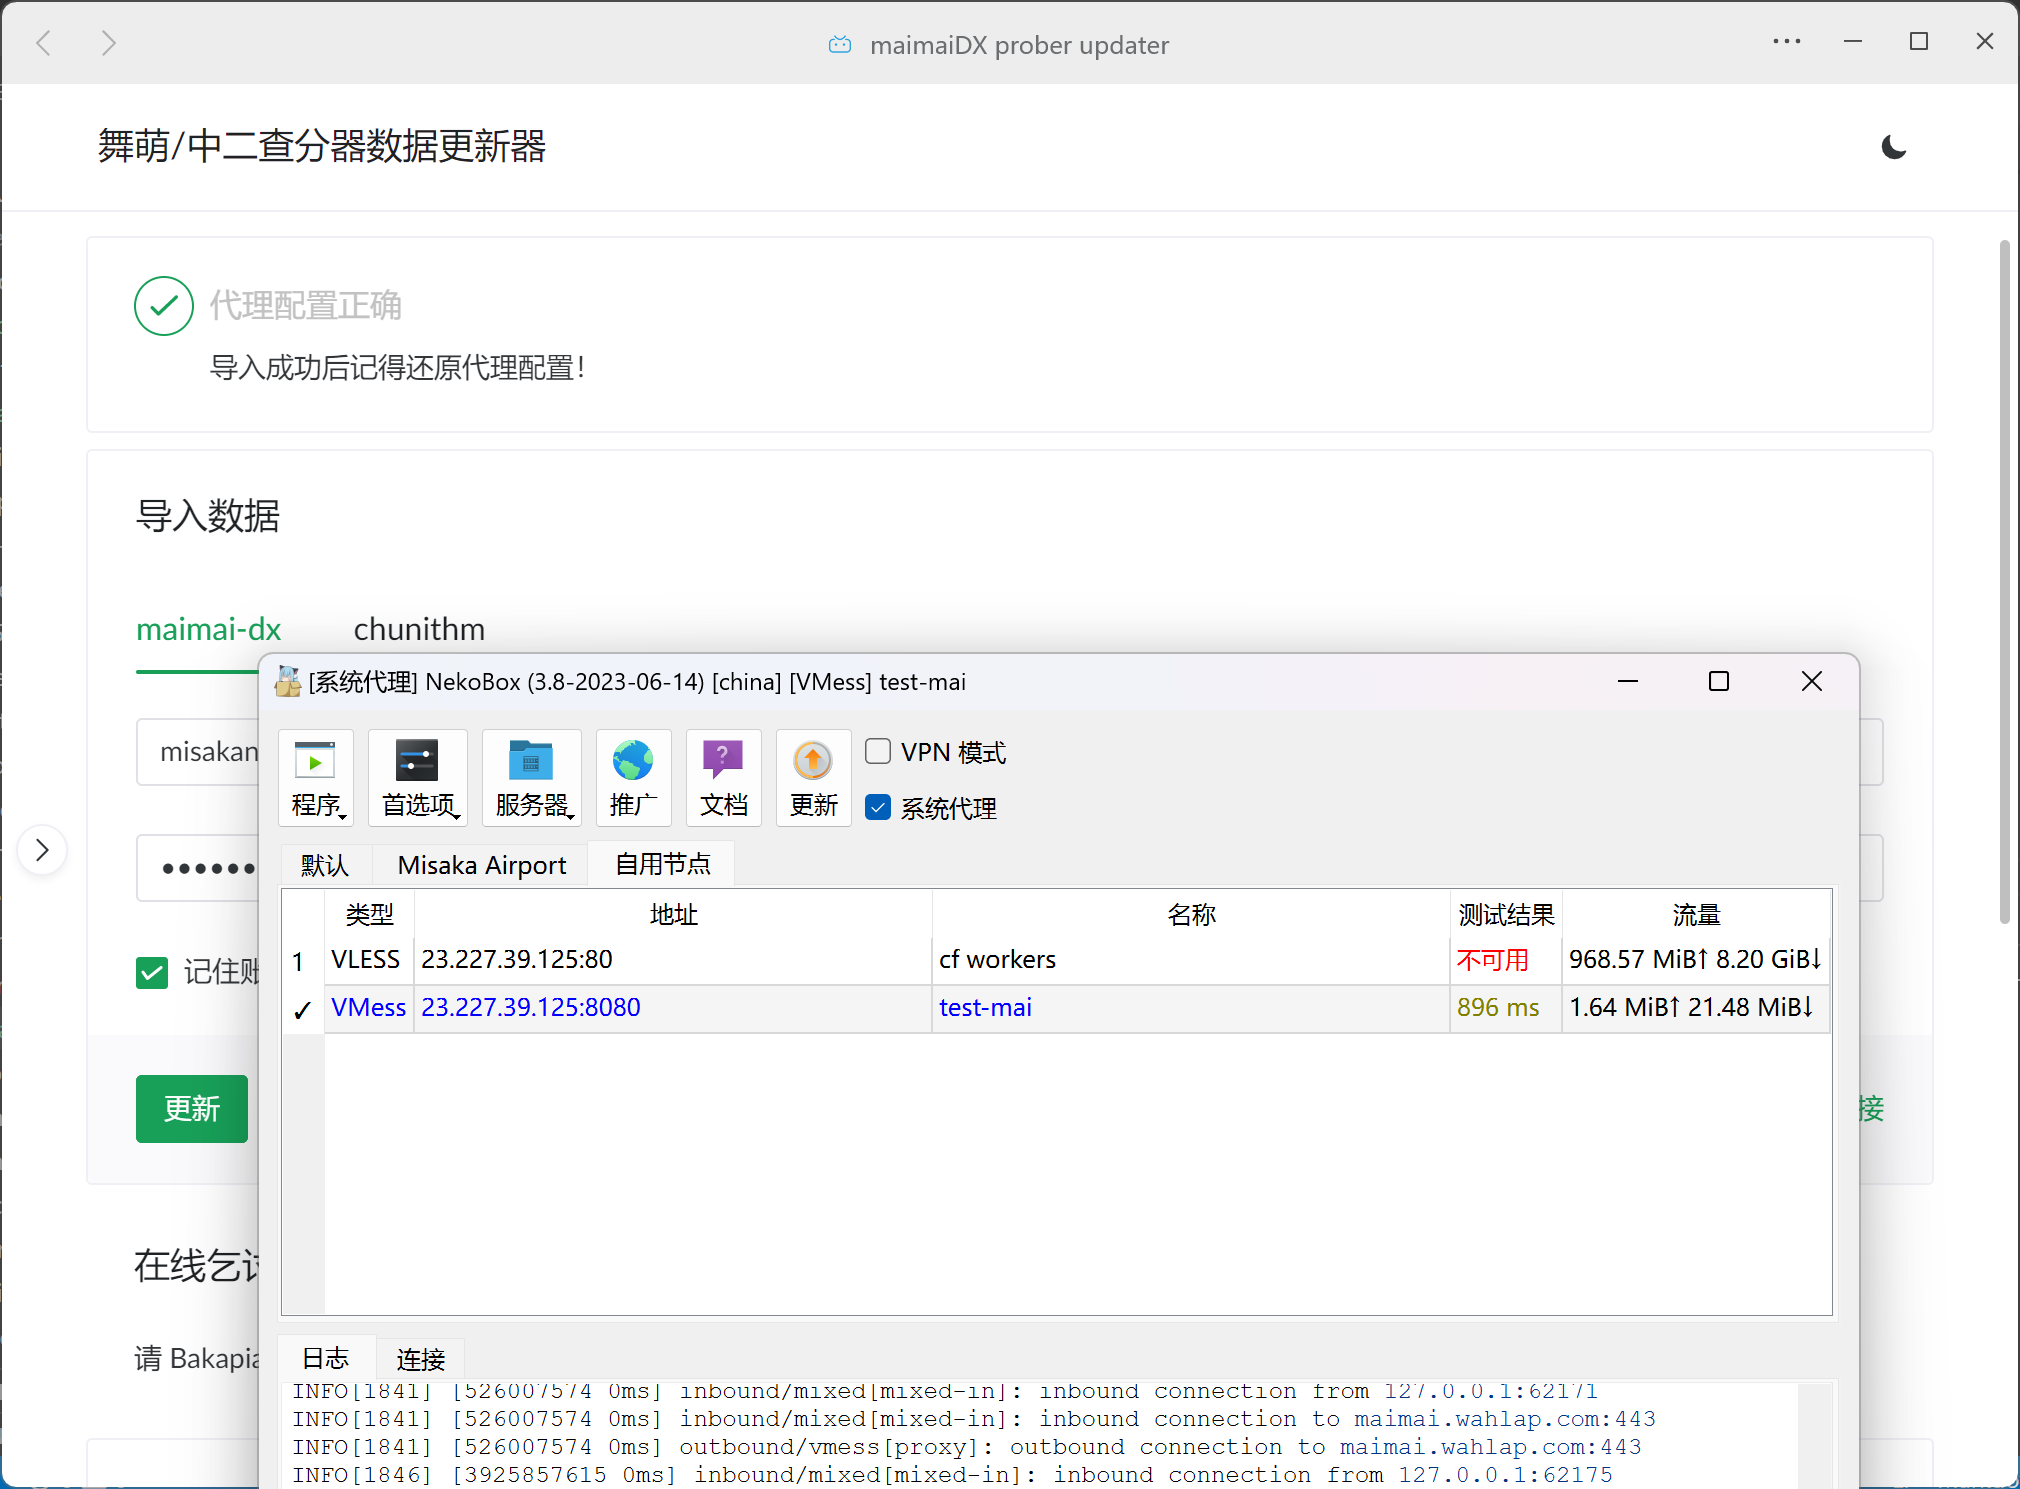 maimaiDX prober updater
舞萌/中二查分器数据更新器
代理配置正确
导入成功后记得还原代理配置！
导入数据
maimai-dx
chunithm
misakan
记住账
更新
接
在线乞讨
请 Bakapia
[系统代理] NekoBox (3.8-2023-06-14) [china] [VMess] test-mai
程序
首选项
服务器
推广
文档
更新
VPN 模式
系统代理
默认
Misaka Airport
自用节点
类型 地址 名称 测试结果 流量
1 VLESS 23.227.39.125:80 cf workers 不可用 968.57 MiB↑ 8.20 GiB↓
✓ VMess 23.227.39.125:8080 test-mai 896 ms 1.64 MiB↑ 21.48 MiB↓
日志
连接
INFO[1841] [526007574 0ms] inbound/mixed[mixed-in]: inbound connection from 127.0.0.1:62171
INFO[1841] [526007574 0ms] inbound/mixed[mixed-in]: inbound connection to maimai.wahlap.com:443
INFO[1841] [526007574 0ms] outbound/vmess[proxy]: outbound connection to maimai.wahlap.com:443
INFO[1846] [3925857615 0ms] inbound/mixed[mixed-in]: inbound connection from 127.0.0.1:62175